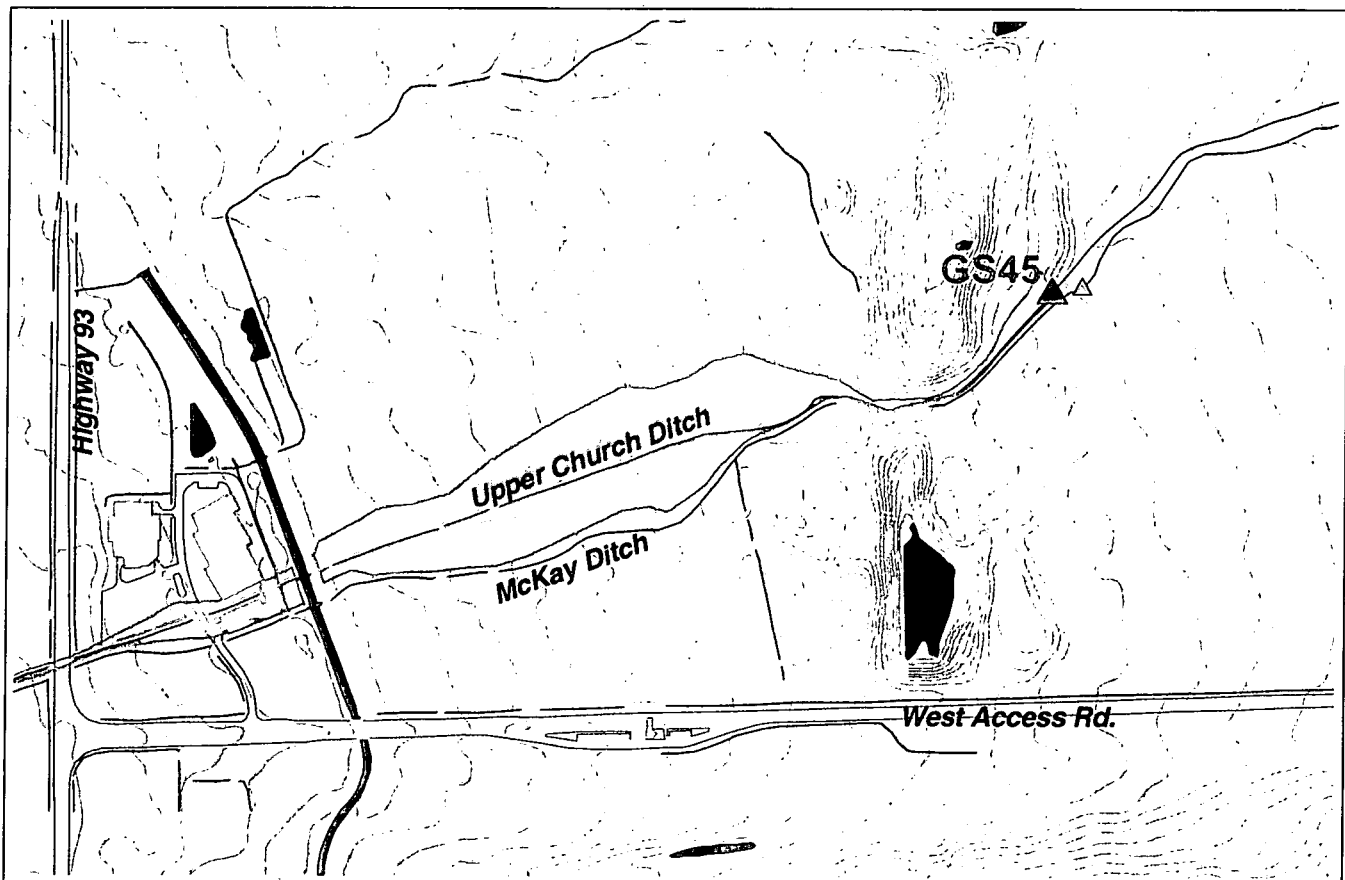 GS45
Highway 93
Upper Church Ditch
McKay Ditch
West Access Rd.